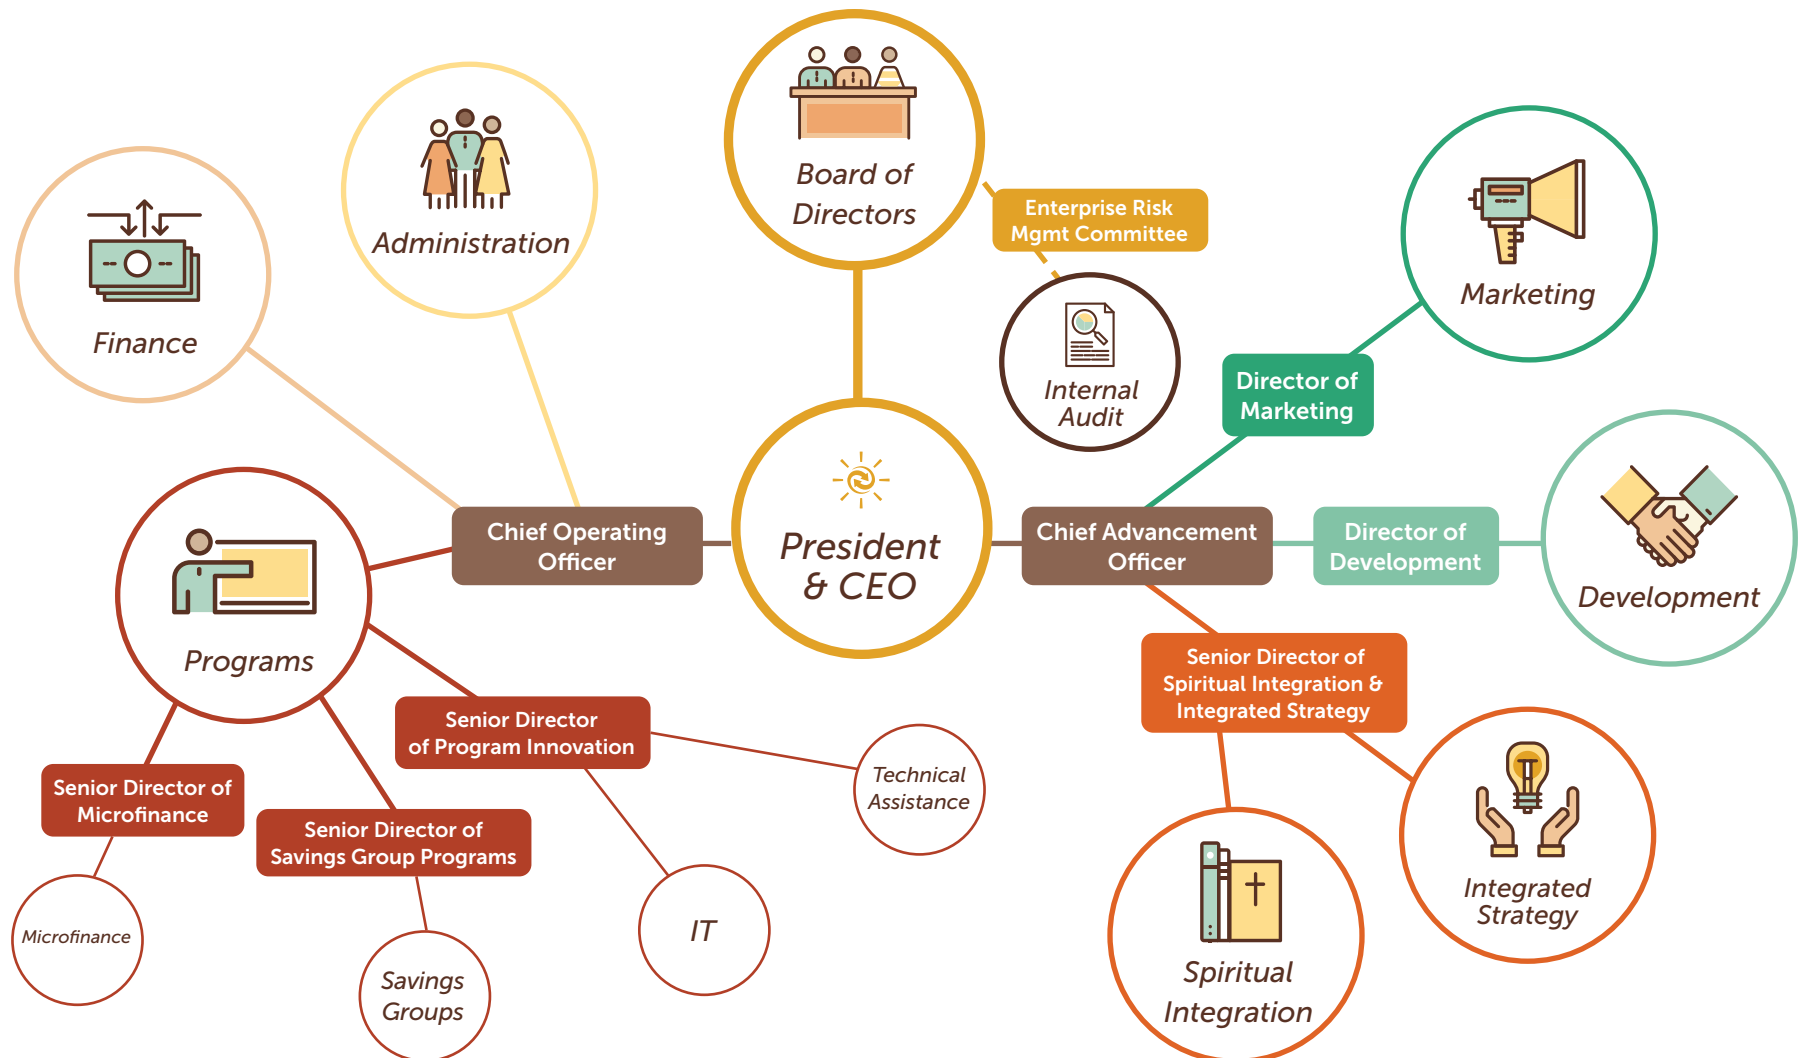 Board of
Directors
Enterprise Risk
Mgmt Committee
Internal
Audit
Administration
Finance
Marketing
Director of
Marketing
President
& CEO
Chief Operating
Officer
Chief Advancement
Officer
Director of
Development
Development
Programs
Senior Director of
Spiritual Integration &
Integrated Strategy
Senior Director
of Program Innovation
Senior Director of
Microfinance
Senior Director of
Savings Group Programs
Technical
Assistance
IT
Microfinance
Savings
Groups
Integrated
Strategy
Spiritual
Integration